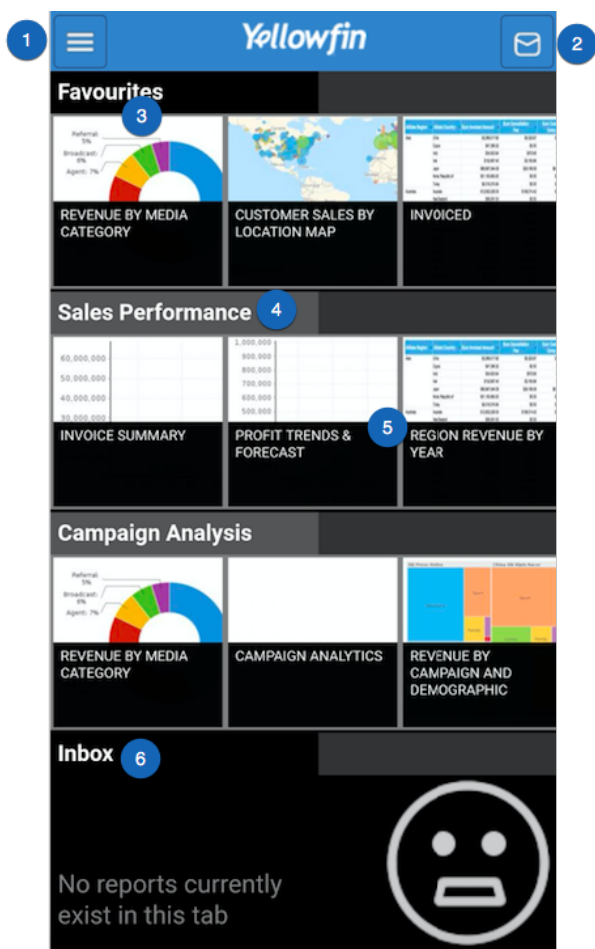 1
Yellowfin
2
Favourites
3
Referral:
5%
Broadcast:
6%
Agent: 7%
REVENUE BY MEDIA
CATEGORY
CUSTOMER SALES BY
LOCATION MAP
INVOICED
Sales Performance
4
60,000,000
50,000,000
40,000,000
30,000,000
INVOICE SUMMARY
1,000,000
900,000
800,000
700,000
600,000
500,000
PROFIT TRENDS &
FORECAST
5
REGION REVENUE BY
YEAR
Campaign Analysis
Referral:
5%
Broadcast:
6%
Agent: 7%
REVENUE BY MEDIA
CATEGORY
CAMPAIGN ANALYTICS
REVENUE BY
CAMPAIGN AND
DEMOGRAPHIC
Inbox
6
No reports currently
exist in this tab